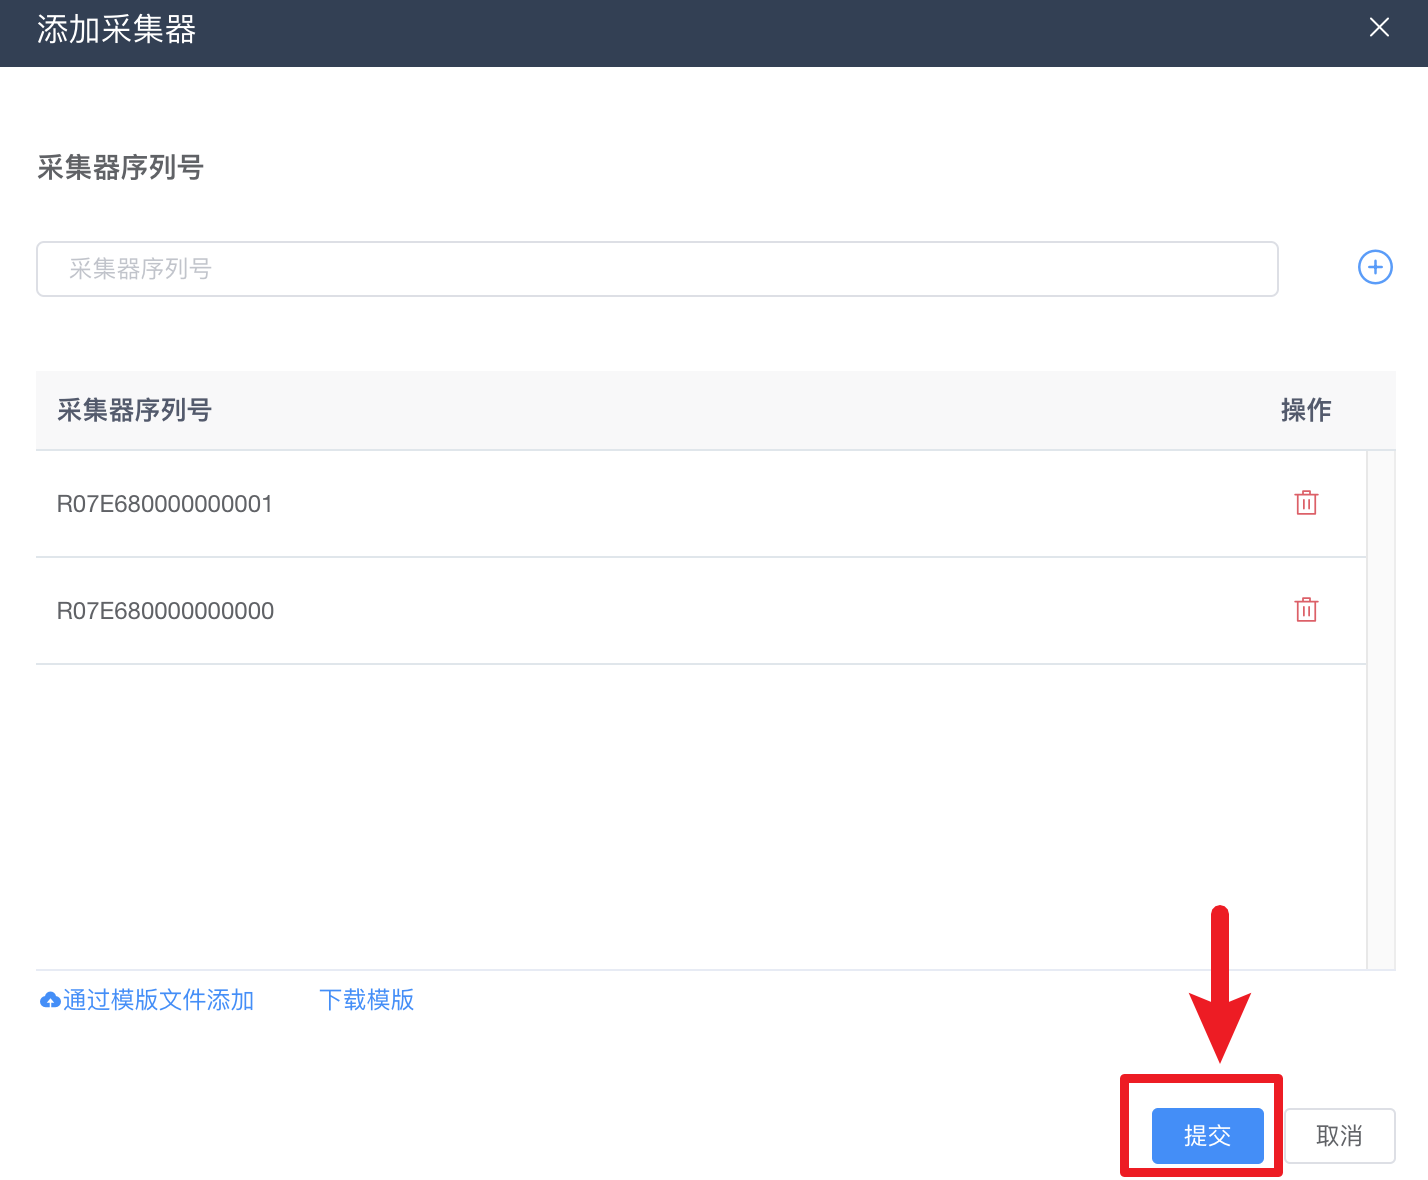 添加采集器
采集器序列号
采集器序列号
采集器序列号 操作
R07E680000000001
R07E680000000000
通过模版文件添加 下载模版
提交 取消